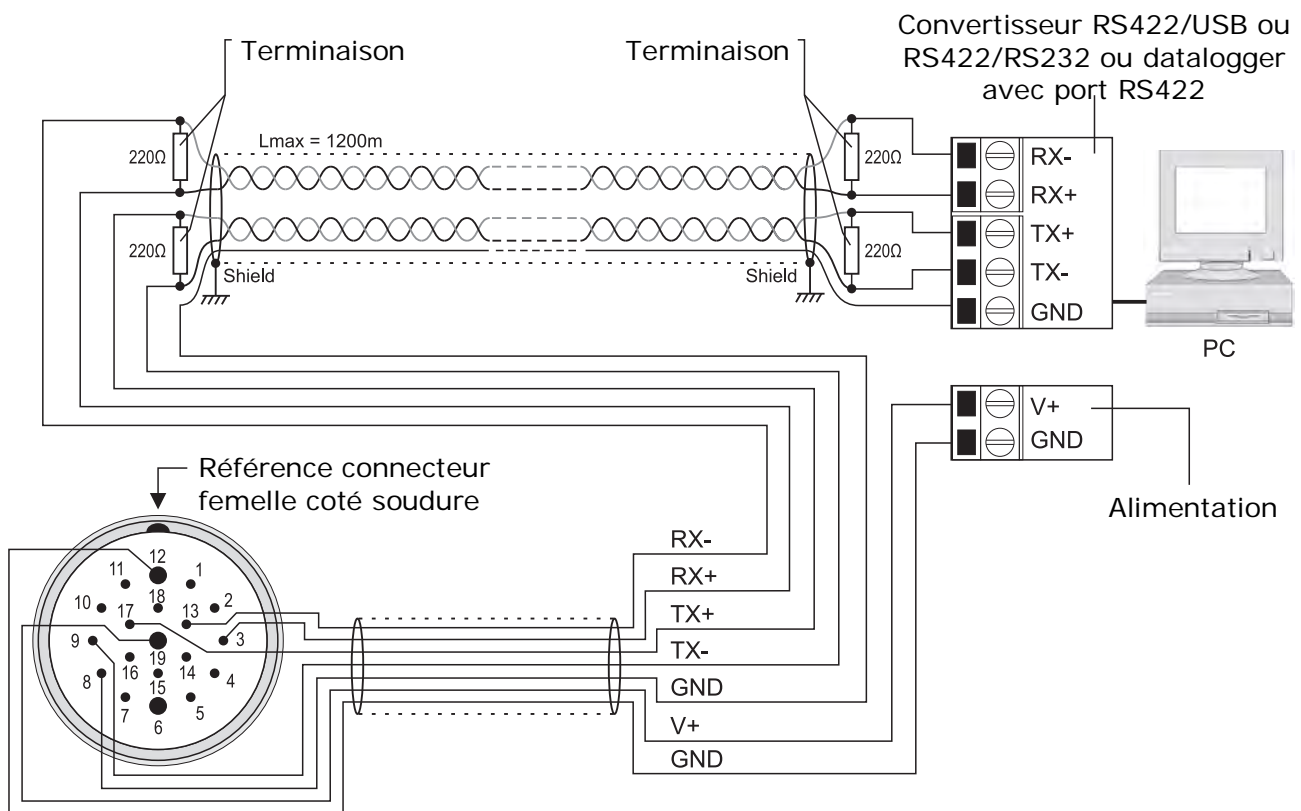 Convertisseur RS422/USB ou
RS422/RS232 ou datalogger
avec port RS422
Terminaison
Terminaison
Lmax = 1200m
220Ω
220Ω
220Ω
220Ω
Shield
Shield
RX-
RX+
TX+
TX-
GND
PC
V+
GND
Alimentation
Référence connecteur
femelle coté soudure
12
11
1
10
18
2
17
13
9
3
19
16
14
8
15
4
7
5
6
RX-
RX+
TX+
TX-
GND
V+
GND